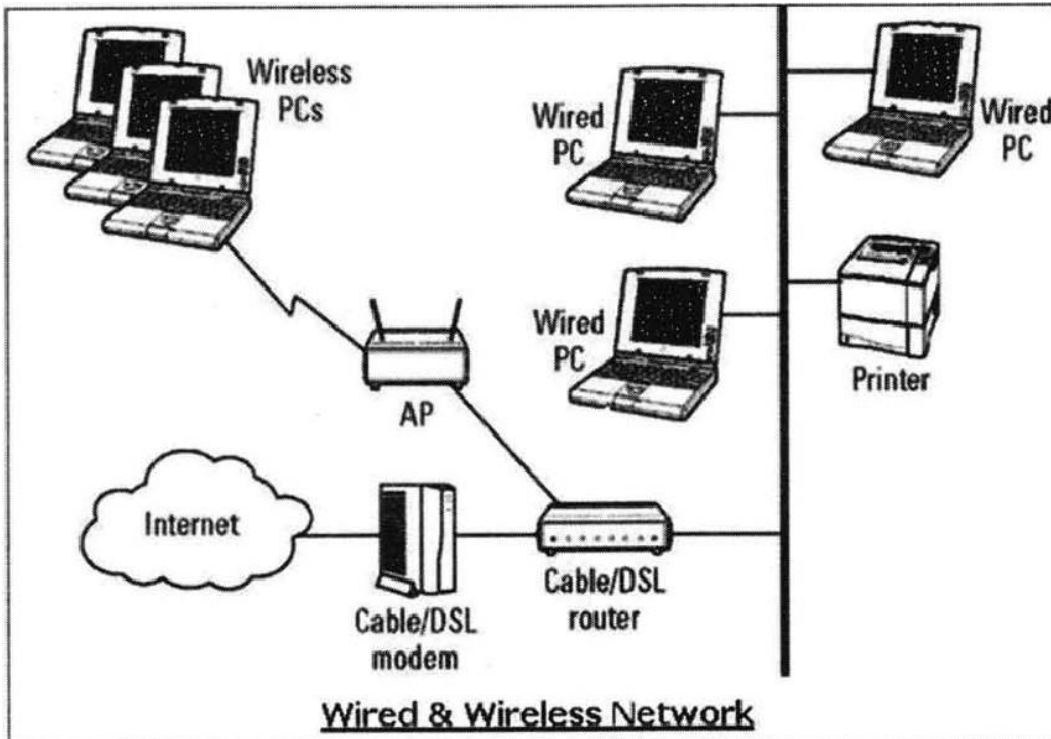 Wireless
PCs
Wired
PC
Wired
PC
Wired
PC
Printer
AP
Internet
Cable/DSL
modem
Cable/DSL
router
Wired & Wireless Network